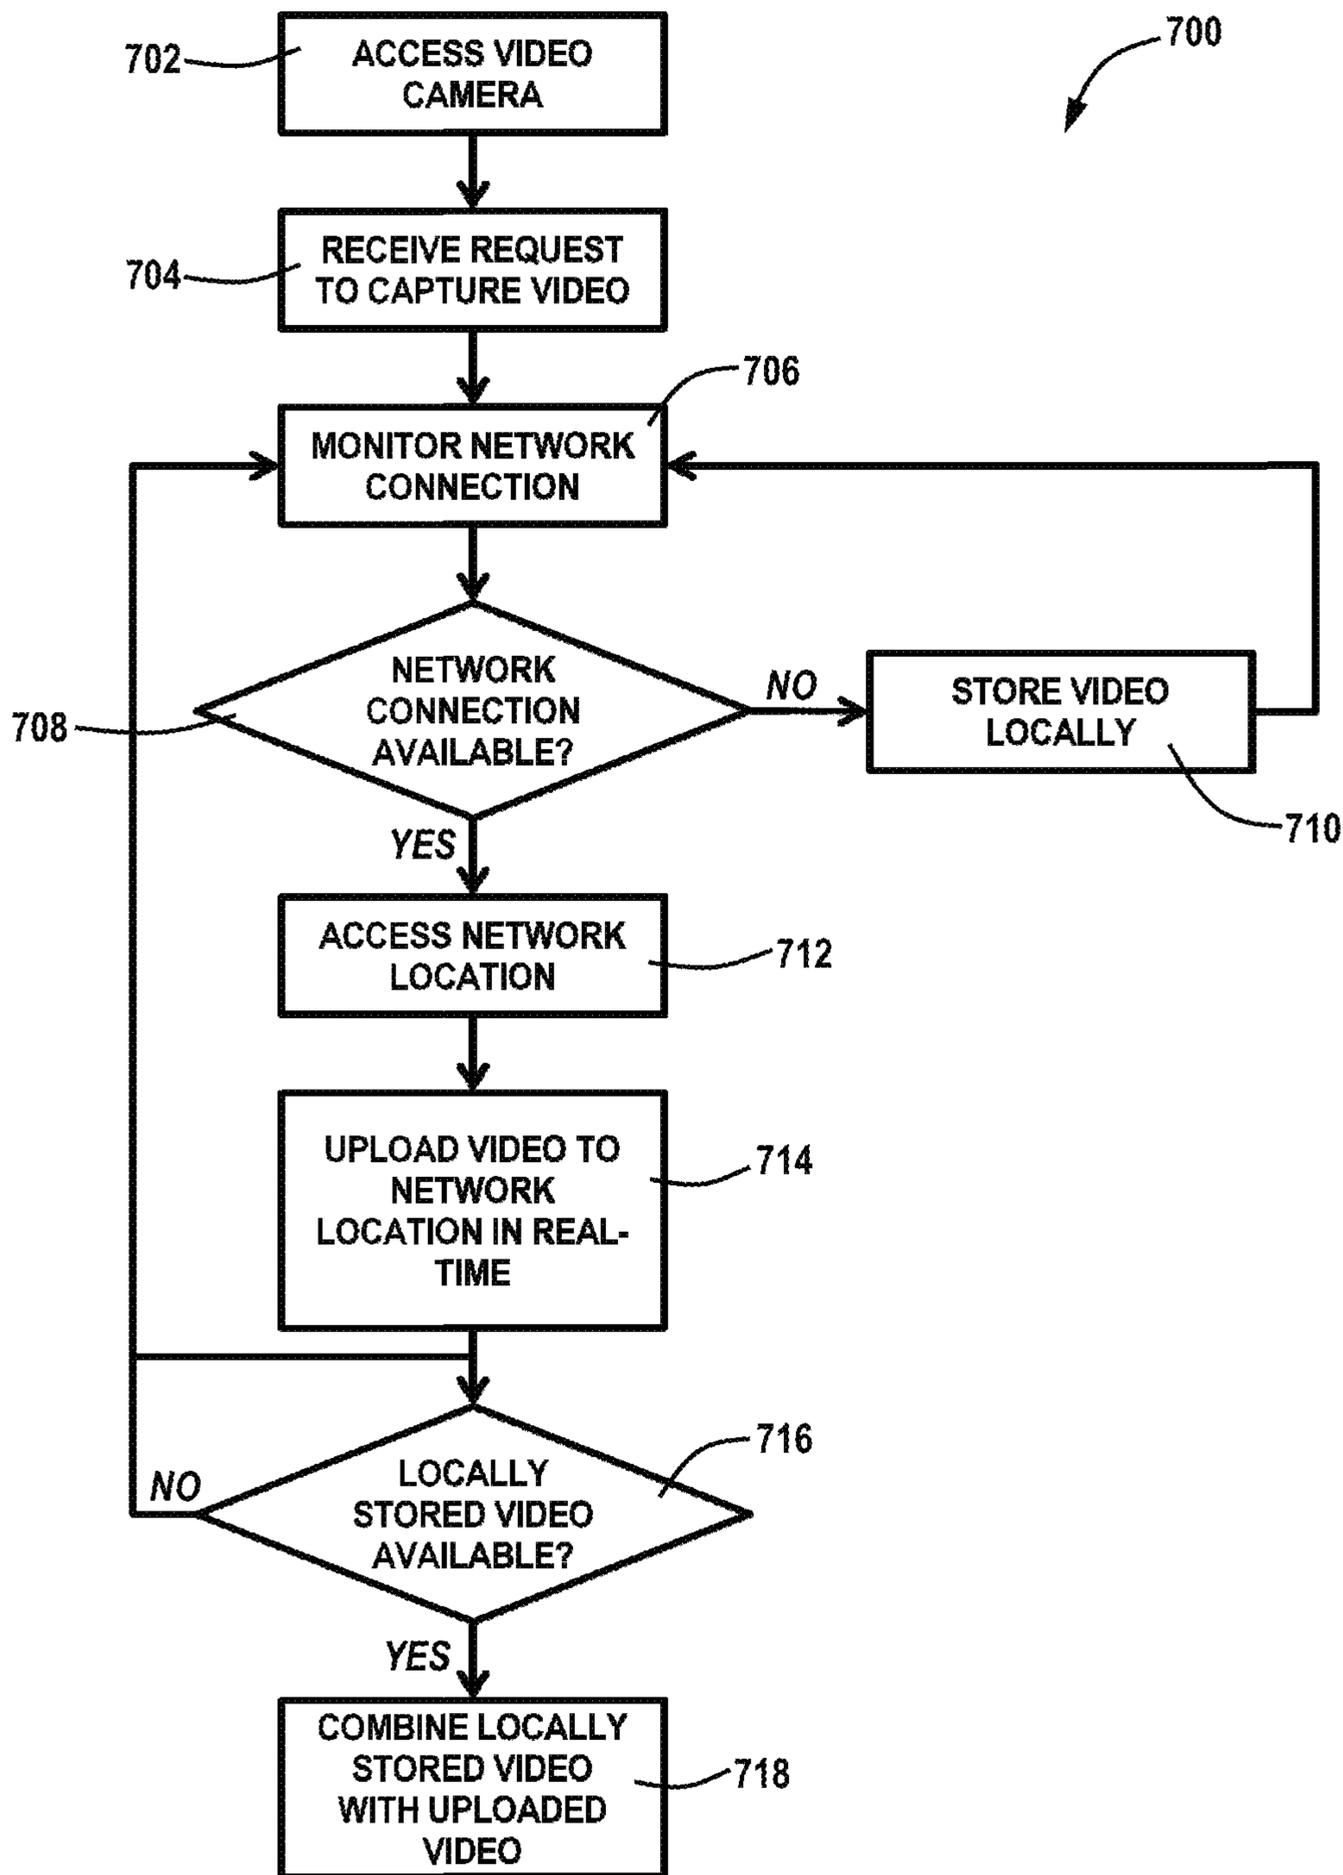 700
702
ACCESS VIDEO
CAMERA
704
RECEIVE REQUEST
TO CAPTURE VIDEO
706
MONITOR NETWORK
CONNECTION
708
NETWORK
CONNECTION
AVAILABLE?
NO
STORE VIDEO
LOCALLY
710
YES
ACCESS NETWORK
LOCATION
712
UPLOAD VIDEO TO
NETWORK
LOCATION IN REAL-
TIME
714
716
LOCALLY
STORED VIDEO
AVAILABLE?
NO
YES
COMBINE LOCALLY
STORED VIDEO
WITH UPLOADED
VIDEO
718